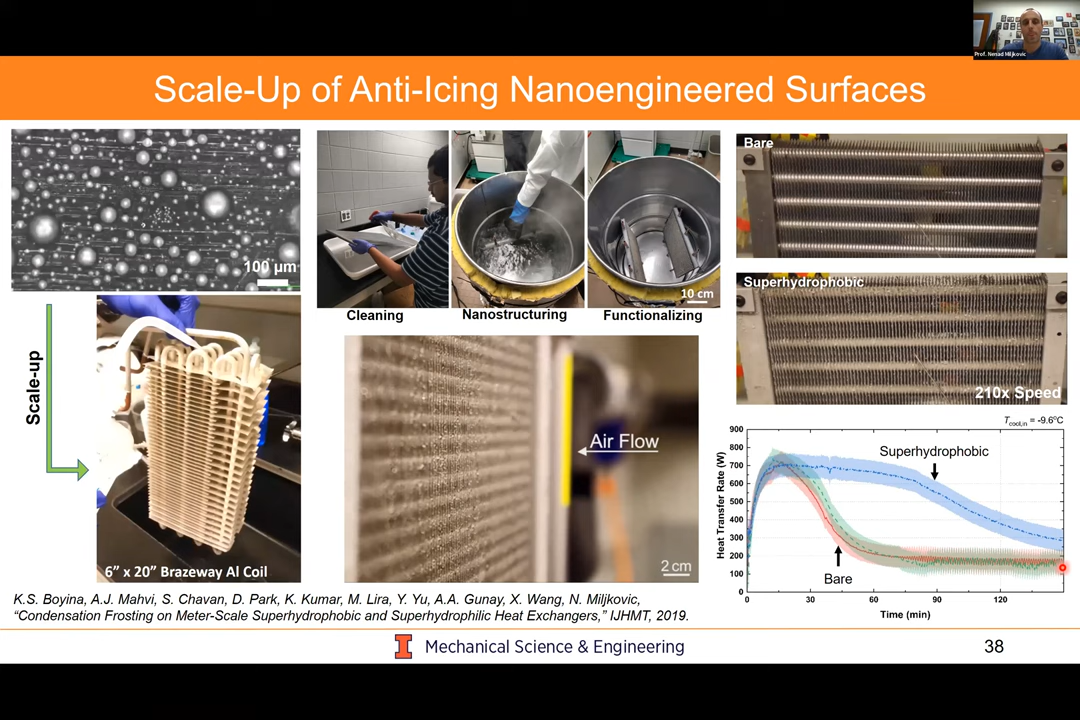 Prof. Nenad Miljkovic
Scale-Up of Anti-Icing Nanoengineered Surfaces
100 µm
Scale-up
6” x 20” Brazeway Al Coil
10 cm
Cleaning
Nanostructuring
Functionalizing
Air Flow
2 cm
Bare
Superhydrophobic
210x Speed
Tcool,in = -9.6°C
Heat Transfer Rate (W)
900
800
700
600
500
400
300
200
100
0
Superhydrophobic
Bare
0
30
60
90
120
Time (min)
K.S. Boyina, A.J. Mahvi, S. Chavan, D. Park, K. Kumar, M. Lira, Y. Yu, A.A. Gunay, X. Wang, N. Miljkovic,
“Condensation Frosting on Meter-Scale Superhydrophobic and Superhydrophilic Heat Exchangers,” IJHMT, 2019.
I
Mechanical Science & Engineering
38